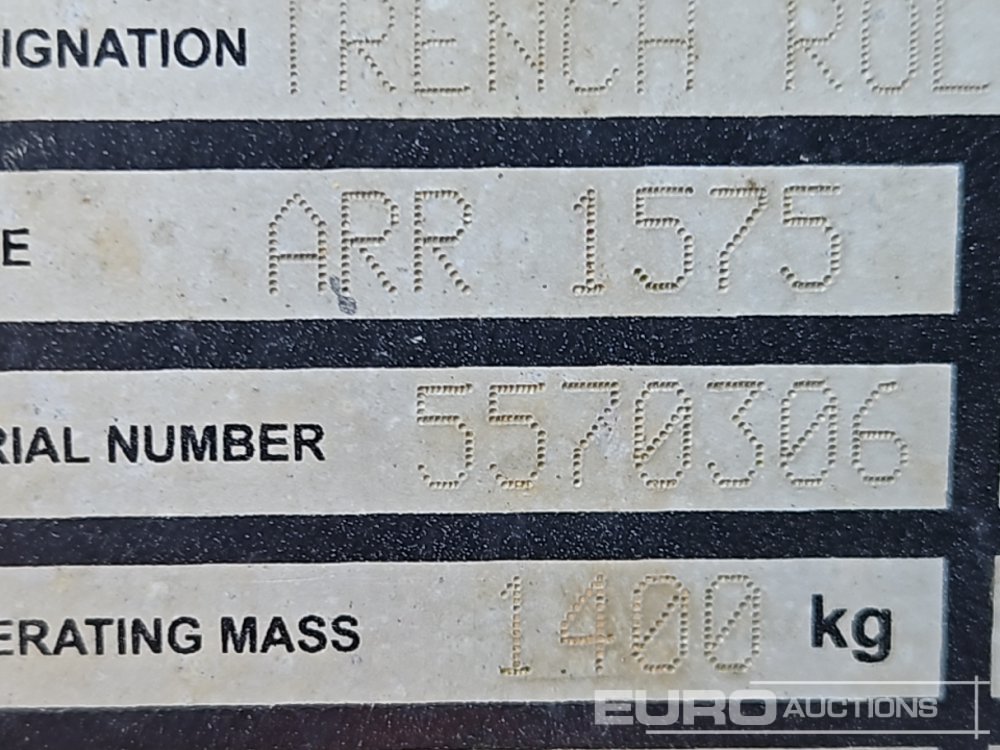 IGNATION TRENCH ROL
E ARR 1575
RIAL NUMBER 5570306
ERATING MASS 1400 kg
EURO AUCTIONS